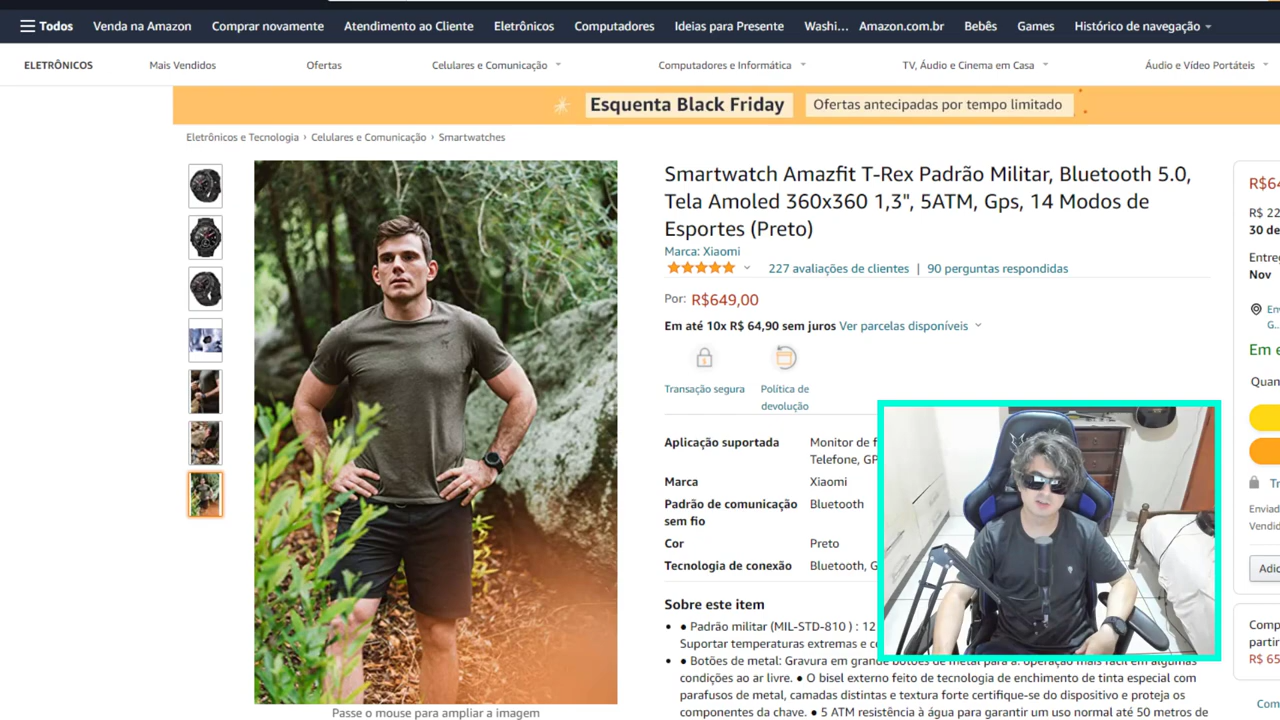 Todos Venda na Amazon Comprar novamente Atendimento ao Cliente Eletrônicos Computadores Ideias para Presente Washi... Amazon.com.br Bebês Games Histórico de navegação
ELETRÔNICOS Mais Vendidos Ofertas Celulares e Comunicação Computadores e Informática TV, Áudio e Cinema em Casa Áudio e Vídeo Portáteis
Esquenta Black Friday Ofertas antecipadas por tempo limitado
Eletrônicos e Tecnologia › Celulares e Comunicação › Smartwatches
Smartwatch Amazfit T-Rex Padrão Militar, Bluetooth 5.0,
Tela Amoled 360x360 1,3", 5ATM, Gps, 14 Modos de
Esportes (Preto)
Marca: Xiaomi
227 avaliações de clientes | 90 perguntas respondidas
Por: R$649,00
Em até 10x R$ 64,90 sem juros Ver parcelas disponíveis
Transação segura
Política de
devolução
Aplicação suportada Monitor de f
Telefone, GP
Marca Xiaomi
Padrão de comunicação Bluetooth
sem fio
Cor Preto
Tecnologia de conexão Bluetooth, G
Sobre este item
• ● Padrão militar (MIL-STD-810 ) : 12
Suportar temperaturas extremas e c
• ● Botões de metal: Gravura em grande botões de metal para a. operação mais fácil em algumas
condições ao ar livre. ● O bisel externo feito de tecnologia de enchimento de tinta especial com
parafusos de metal, camadas distintas e textura forte certifique-se do dispositivo e proteja os
componentes da chave. ● 5 ATM resistência à água para garantir um uso normal até 50 metros de
Passe o mouse para ampliar a imagem
R$64
R$ 22
30 de
Entreg
Nov
En
G...
Em e
Quan
Tr
Enviad
Vendid
Adic
Comp
partir
R$ 65
Com